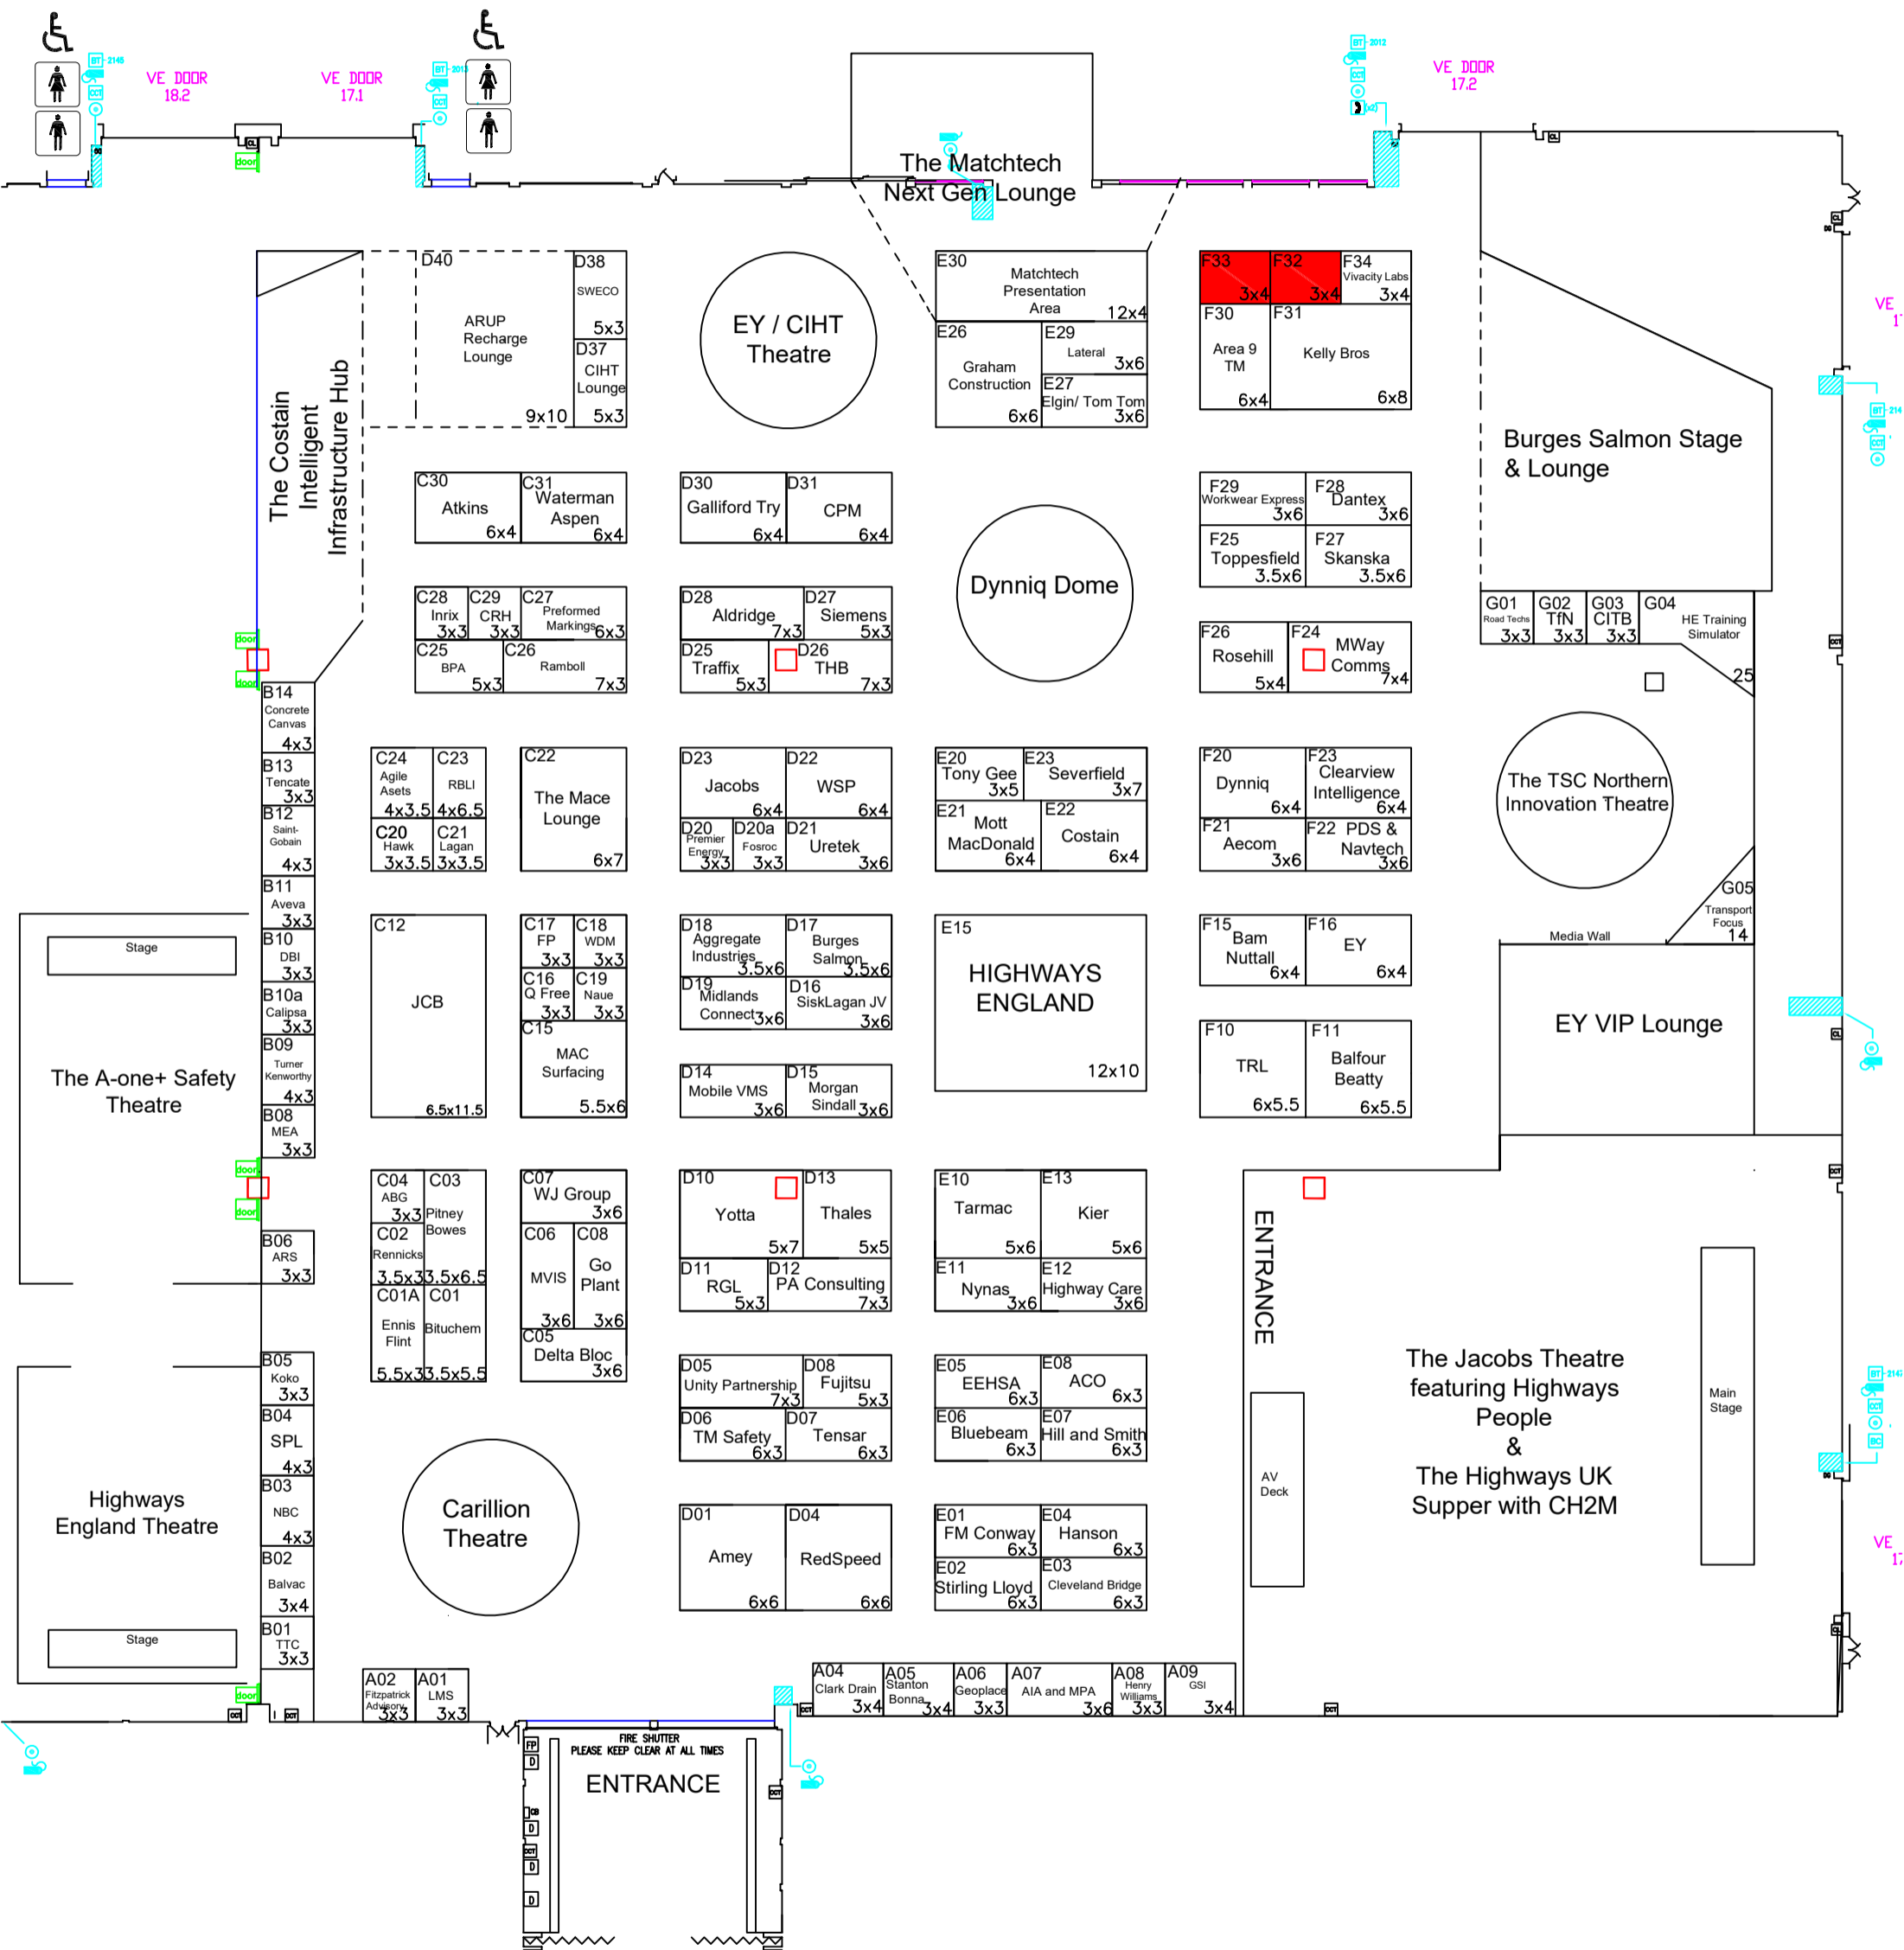 VE DOOR
18.2
VE DOOR
17.1
VE DOOR
17.2
BT
2145
BT
BT
2012
door
The Matchtech
Next Gen Lounge
The Costain
Intelligent
Infrastructure Hub
D40
ARUP
Recharge
Lounge
9x10
D38
SWECO
5x3
D37
CIHT
Lounge
5x3
EY / CIHT
Theatre
E30
Matchtech
Presentation
Area
12x4
E26
Graham
Construction
6x6
E29
Lateral
3x6
E27
Elgin/ Tom Tom
3x6
F33
3x4
F32
3x4
F34
Vivacity Labs
3x4
F30
Area 9
TM
6x4
F31
Kelly Bros
6x8
Burges Salmon Stage
& Lounge
C30
Atkins
6x4
C31
Waterman
Aspen
6x4
D30
Galliford Try
6x4
D31
CPM
6x4
Dynniq Dome
F29
Workwear Express
3x6
F28
Dantex
3x6
F25
Toppesfield
3.5x6
F27
Skanska
3.5x6
C28
Inrix
3x3
C29
CRH
3x3
C27
Preformed
Markings
6x3
C25
BPA
5x3
C26
Ramboll
7x3
D28
Aldridge
7x3
D27
Siemens
5x3
D25
Traffix
5x3
D26
THB
7x3
F26
Rosehill
5x4
F24
MWay
Comms
7x4
G01
Road Techs
3x3
G02
TfN
3x3
G03
CITB
3x3
G04
HE Training
Simulator
25
door
door
B14
Concrete
Canvas
4x3
B13
Tencate
3x3
B12
Saint-
Gobain
4x3
B11
Aveva
3x3
B10
DBI
3x3
B10a
Calipsa
3x3
B09
Turner
Kenworthy
4x3
B08
MEA
3x3
door
door
B06
ARS
3x3
C24
Agile
Asets
4x3.5
C23
RBLI
4x6.5
C20
Hawk
3x3.5
C21
Lagan
3x3.5
C22
The Mace
Lounge
6x7
D23
Jacobs
6x4
D22
WSP
6x4
D20
Premier
Energy
3x3
D20a
Fosroc
3x3
D21
Uretek
3x6
E20
Tony Gee
3x5
E23
Severfield
3x7
E21
Mott
MacDonald
6x4
E22
Costain
6x4
F20
Dynniq
6x4
F23
Clearview
Intelligence
6x4
F21
Aecom
3x6
F22 PDS &
Navtech
3x6
The TSC Northern
Innovation Theatre
G05
Transport
Focus
14
Media Wall
Stage
The A-one+ Safety
Theatre
C12
JCB
6.5x11.5
C17
FP
3x3
C18
WDM
3x3
C16
Q Free
3x3
C19
Naue
3x3
C15
MAC
Surfacing
5.5x6
D18
Aggregate
Industries
3.5x6
D17
Burges
Salmon
3.5x6
D19
Midlands
Connect
3x6
D16
SiskLagan JV
3x6
D14
Mobile VMS
3x6
D15
Morgan
Sindall
3x6
E15
HIGHWAYS
ENGLAND
12x10
F15
Bam
Nuttall
6x4
F16
EY
6x4
F10
TRL
6x5.5
F11
Balfour
Beatty
6x5.5
EY VIP Lounge
C04
ABG
3x3
C03
Pitney
Bowes
3.5x6.5
C02
Rennicks
3.5x3
C01A
Ennis
Flint
5.5x3
C01
Bituchem
3.5x5.5
C07
WJ Group
3x6
C06
MVIS
3x6
C08
Go
Plant
3x6
C05
Delta Bloc
3x6
D10
Yotta
5x7
D13
Thales
5x5
D11
RGL
5x3
D12
PA Consulting
7x3
E10
Tarmac
5x6
E13
Kier
5x6
E11
Nynas
3x6
E12
Highway Care
3x6
ENTRANCE
AV
Deck
The Jacobs Theatre
featuring Highways
People
&
The Highways UK
Supper with CH2M
Main
Stage
B05
Koko
3x3
B04
SPL
4x3
B03
NBC
4x3
B02
Balvac
3x4
B01
TTC
3x3
door
Highways
England Theatre
Stage
Carillion
Theatre
D05
Unity Partnership
7x3
D08
Fujitsu
5x3
D06
TM Safety
6x3
D07
Tensar
6x3
E05
EEHSA
6x3
E08
ACO
6x3
E06
Bluebeam
6x3
E07
Hill and Smith
6x3
D01
Amey
6x6
D04
RedSpeed
6x6
E01
FM Conway
6x3
E04
Hanson
6x3
E02
Stirling Lloyd
6x3
E03
Cleveland Bridge
6x3
A02
Fitzpatrick
Advisory
3x3
A01
LMS
3x3
A04
Clark Drain
3x4
A05
Stanton
Bonna
3x4
A06
Geoplace
3x3
A07
AIA and MPA
3x6
A08
Henry
Williams
3x3
A09
GSI
3x4
FIRE SHUTTER
PLEASE KEEP CLEAR AT ALL TIMES
ENTRANCE
FP
D
CB
D
D
D
VE
VE